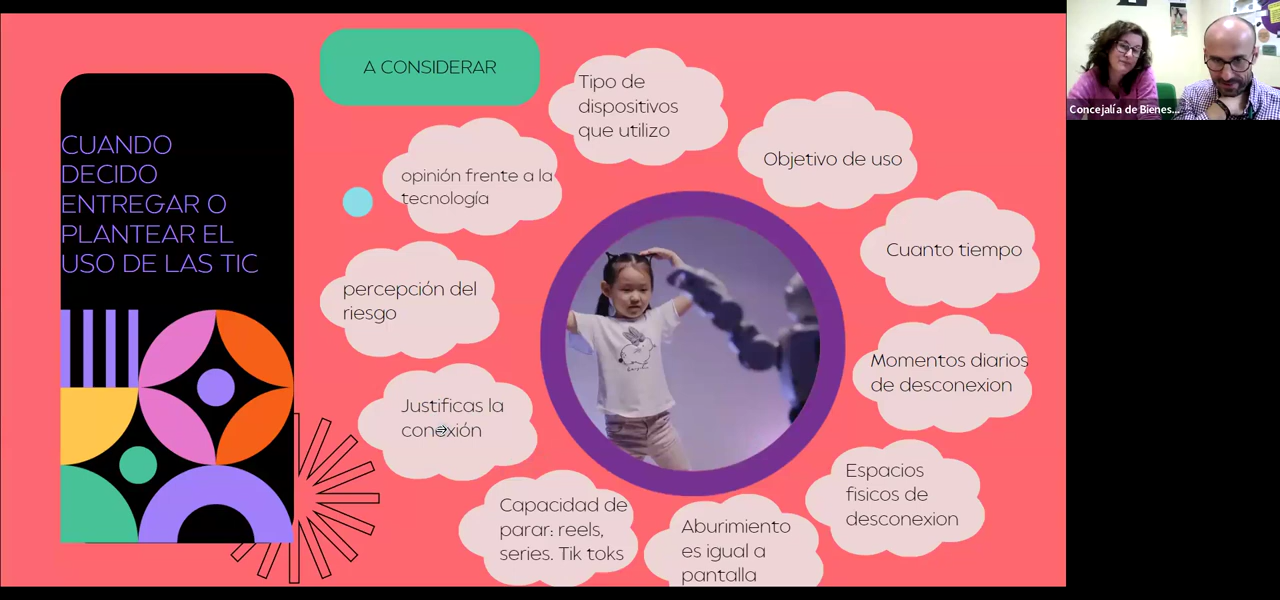 CUANDO
DECIDO
ENTREGAR O
PLANTEAR EL
USO DE LAS TIC
A CONSIDERAR
Tipo de
dispositivos
que utilizo
Objetivo de uso
Cuanto tiempo
Momentos diarios
de desconexion
Espacios
fisicos de
desconexion
Aburimiento
es igual a
pantalla
Capacidad de
parar: reels,
series. Tik toks
Justificas la
conexión
percepción del
riesgo
opinión frente a la
tecnología
Concejalía de Bienes...